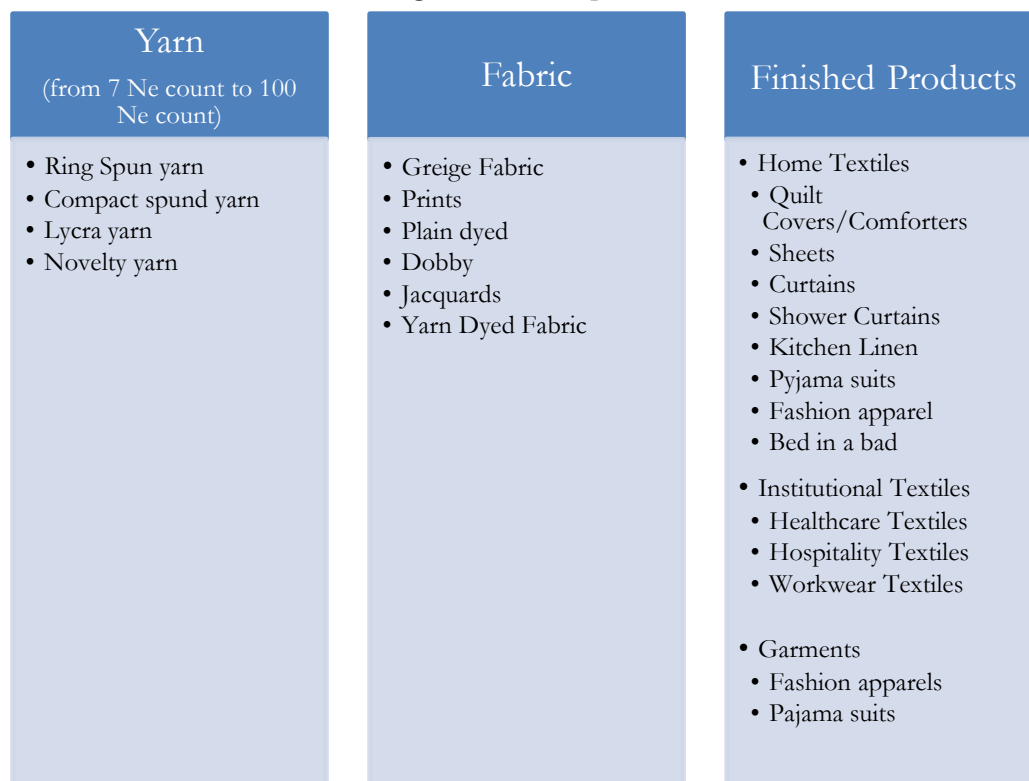 Yarn
(from 7 Ne count to 100
Ne count)
• Ring Spun yarn
• Compact spund yarn
• Lycra yarn
• Novelty yarn
Fabric
• Greige Fabric
• Prints
• Plain dyed
• Dobby
• Jacquards
• Yarn Dyed Fabric
Finished Products
• Home Textiles
• Quilt
Covers/Comforters
• Sheets
• Curtains
• Shower Curtains
• Kitchen Linen
• Pyjama suits
• Fashion apparel
• Bed in a bad
• Institutional Textiles
• Healthcare Textiles
• Hospitality Textiles
• Workwear Textiles
• Garments
• Fashion apparels
• Pajama suits